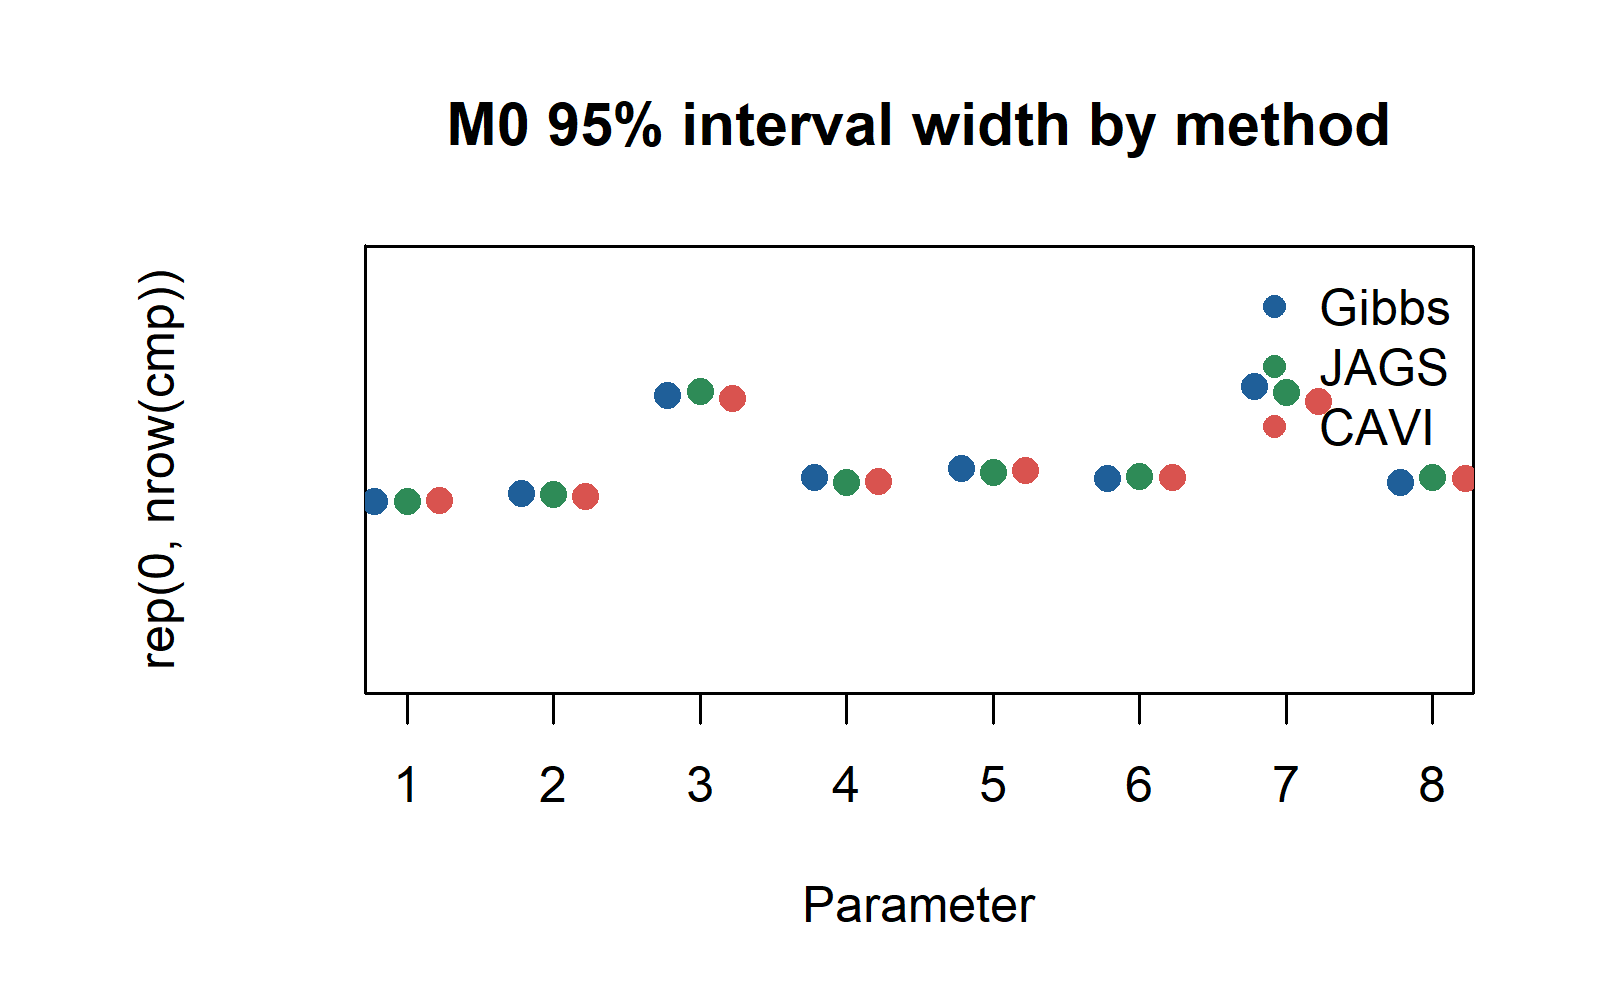 M0 95% interval width by method
rep(0, nrow(cmp))
Gibbs
JAGS
CAVI
1 2 3 4 5 6 7 8
Parameter